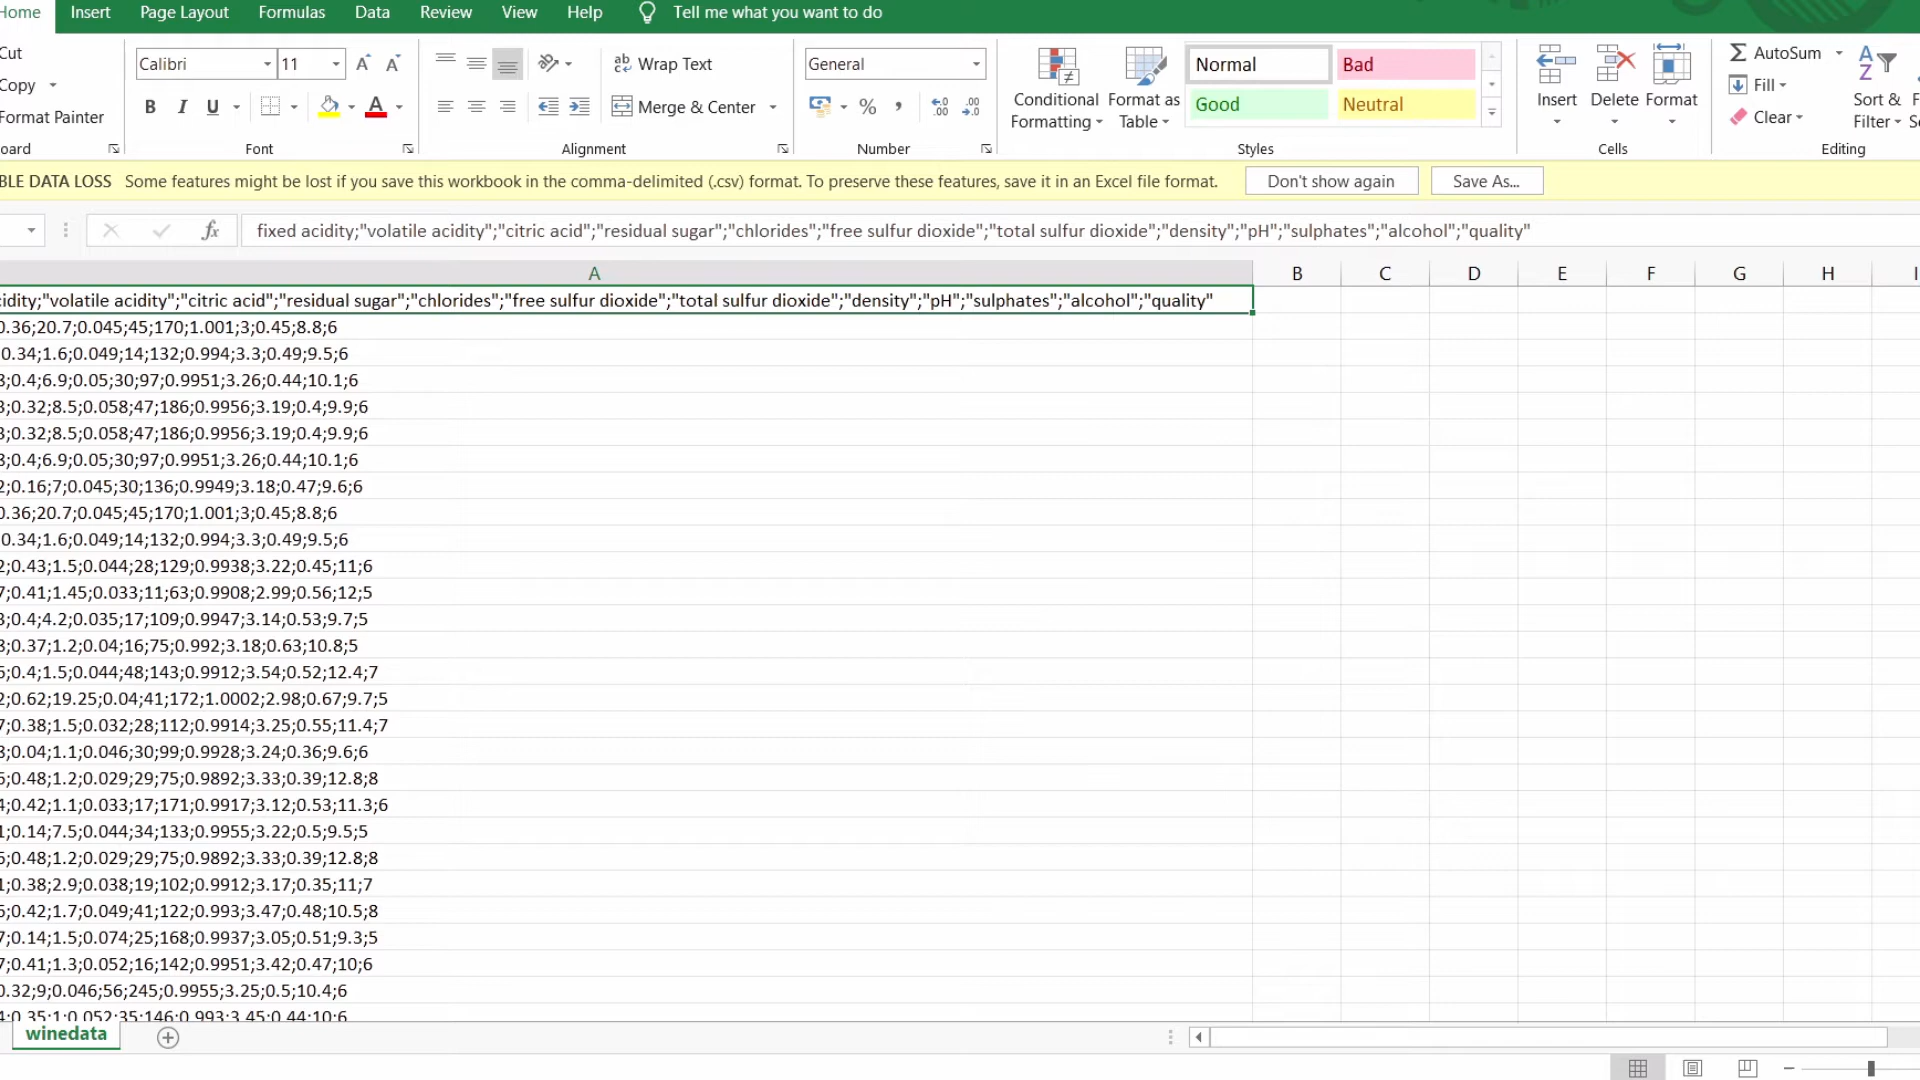 Home Insert Page Layout Formulas Data Review View Help Tell me what you want to do
Cut
Copy
Format Painter
Calibri 11
B I U A
Font
ab Wrap Text
Merge & Center
Alignment
General
% , .00
Number
Conditional Formatting
Format as Table
Normal Bad
Good Neutral
Styles
Insert Delete Format
Cells
Σ AutoSum
Fill
Clear
Sort &
Filter
Editing
BLE DATA LOSS Some features might be lost if you save this workbook in the comma-delimited (.csv) format. To preserve these features, save it in an Excel file format. Don't show again Save As...
fx fixed acidity;"volatile acidity";"citric acid";"residual sugar";"chlorides";"free sulfur dioxide";"total sulfur dioxide";"density";"pH";"sulphates";"alcohol";"quality"
A B C D E F G H I
idity;"volatile acidity";"citric acid";"residual sugar";"chlorides";"free sulfur dioxide";"total sulfur dioxide";"density";"pH";"sulphates";"alcohol";"quality"
0.36;20.7;0.045;45;170;1.001;3;0.45;8.8;6
0.34;1.6;0.049;14;132;0.994;3.3;0.49;9.5;6
;0.4;6.9;0.05;30;97;0.9951;3.26;0.44;10.1;6
;0.32;8.5;0.058;47;186;0.9956;3.19;0.4;9.9;6
;0.32;8.5;0.058;47;186;0.9956;3.19;0.4;9.9;6
;0.4;6.9;0.05;30;97;0.9951;3.26;0.44;10.1;6
;0.16;7;0.045;30;136;0.9949;3.18;0.47;9.6;6
0.36;20.7;0.045;45;170;1.001;3;0.45;8.8;6
0.34;1.6;0.049;14;132;0.994;3.3;0.49;9.5;6
;0.43;1.5;0.044;28;129;0.9938;3.22;0.45;11;6
;0.41;1.45;0.033;11;63;0.9908;2.99;0.56;12;5
;0.4;4.2;0.035;17;109;0.9947;3.14;0.53;9.7;5
;0.37;1.2;0.04;16;75;0.992;3.18;0.63;10.8;5
;0.4;1.5;0.044;48;143;0.9912;3.54;0.52;12.4;7
;0.62;19.25;0.04;41;172;1.0002;2.98;0.67;9.7;5
;0.38;1.5;0.032;28;112;0.9914;3.25;0.55;11.4;7
;0.04;1.1;0.046;30;99;0.9928;3.24;0.36;9.6;6
;0.48;1.2;0.029;29;75;0.9892;3.33;0.39;12.8;8
;0.42;1.1;0.033;17;171;0.9917;3.12;0.53;11.3;6
;0.14;7.5;0.044;34;133;0.9955;3.22;0.5;9.5;5
;0.48;1.2;0.029;29;75;0.9892;3.33;0.39;12.8;8
;0.38;2.9;0.038;19;102;0.9912;3.17;0.35;11;7
;0.42;1.7;0.049;41;122;0.993;3.47;0.48;10.5;8
;0.14;1.5;0.074;25;168;0.9937;3.05;0.51;9.3;5
;0.41;1.3;0.052;16;142;0.9951;3.42;0.47;10;6
0.32;9;0.046;56;245;0.9955;3.25;0.5;10.4;6
;0.35;1;0.052;35;146;0.993;3.45;0.44;10;6
winedata